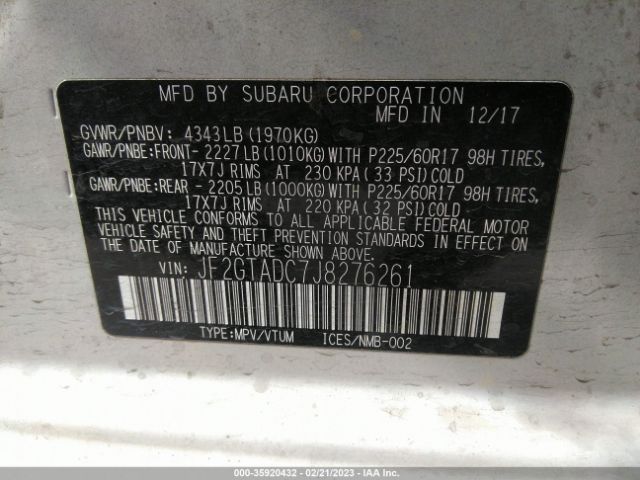 MFD BY SUBARU CORPORATION
MFD IN 12/17
GVWR/PNBV: 4343LB (1970KG)
GAWR/PNBE:FRONT- 2227 LB (1010KG) WITH P225/60R17 98H TIRES,
17X7J RIMS AT 230 KPA (33 PSI) COLD
GAWR/PNBE:REAR - 2205 LB (1000KG) WITH P225/60R17 98H TIRES,
17X7J RIMS AT 220 KPA (32 PSI) COLD
THIS VEHICLE CONFORMS TO ALL APPLICABLE FEDERAL MOTOR
VEHICLE SAFETY AND THEFT PREVENTION STANDARDS IN EFFECT ON
THE DATE OF MANUFACTURE SHOWN ABOVE.
VIN: JF2GTADC7J8276261
TYPE:MPV/VTUM ICES/NMB-002
000-35920432 - 02/21/2023 - IAAI.COM